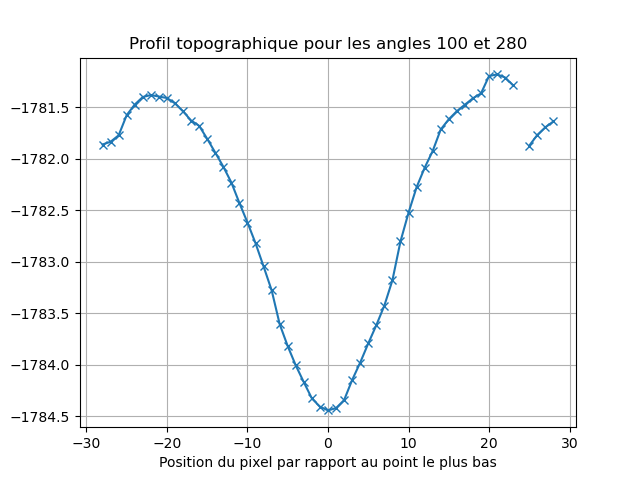 Profil topographique pour les angles 100 et 280
−1781.5
−1782.0
−1782.5
−1783.0
−1783.5
−1784.0
−1784.5
−30 −20 −10 0 10 20 30
Position du pixel par rapport au point le plus bas